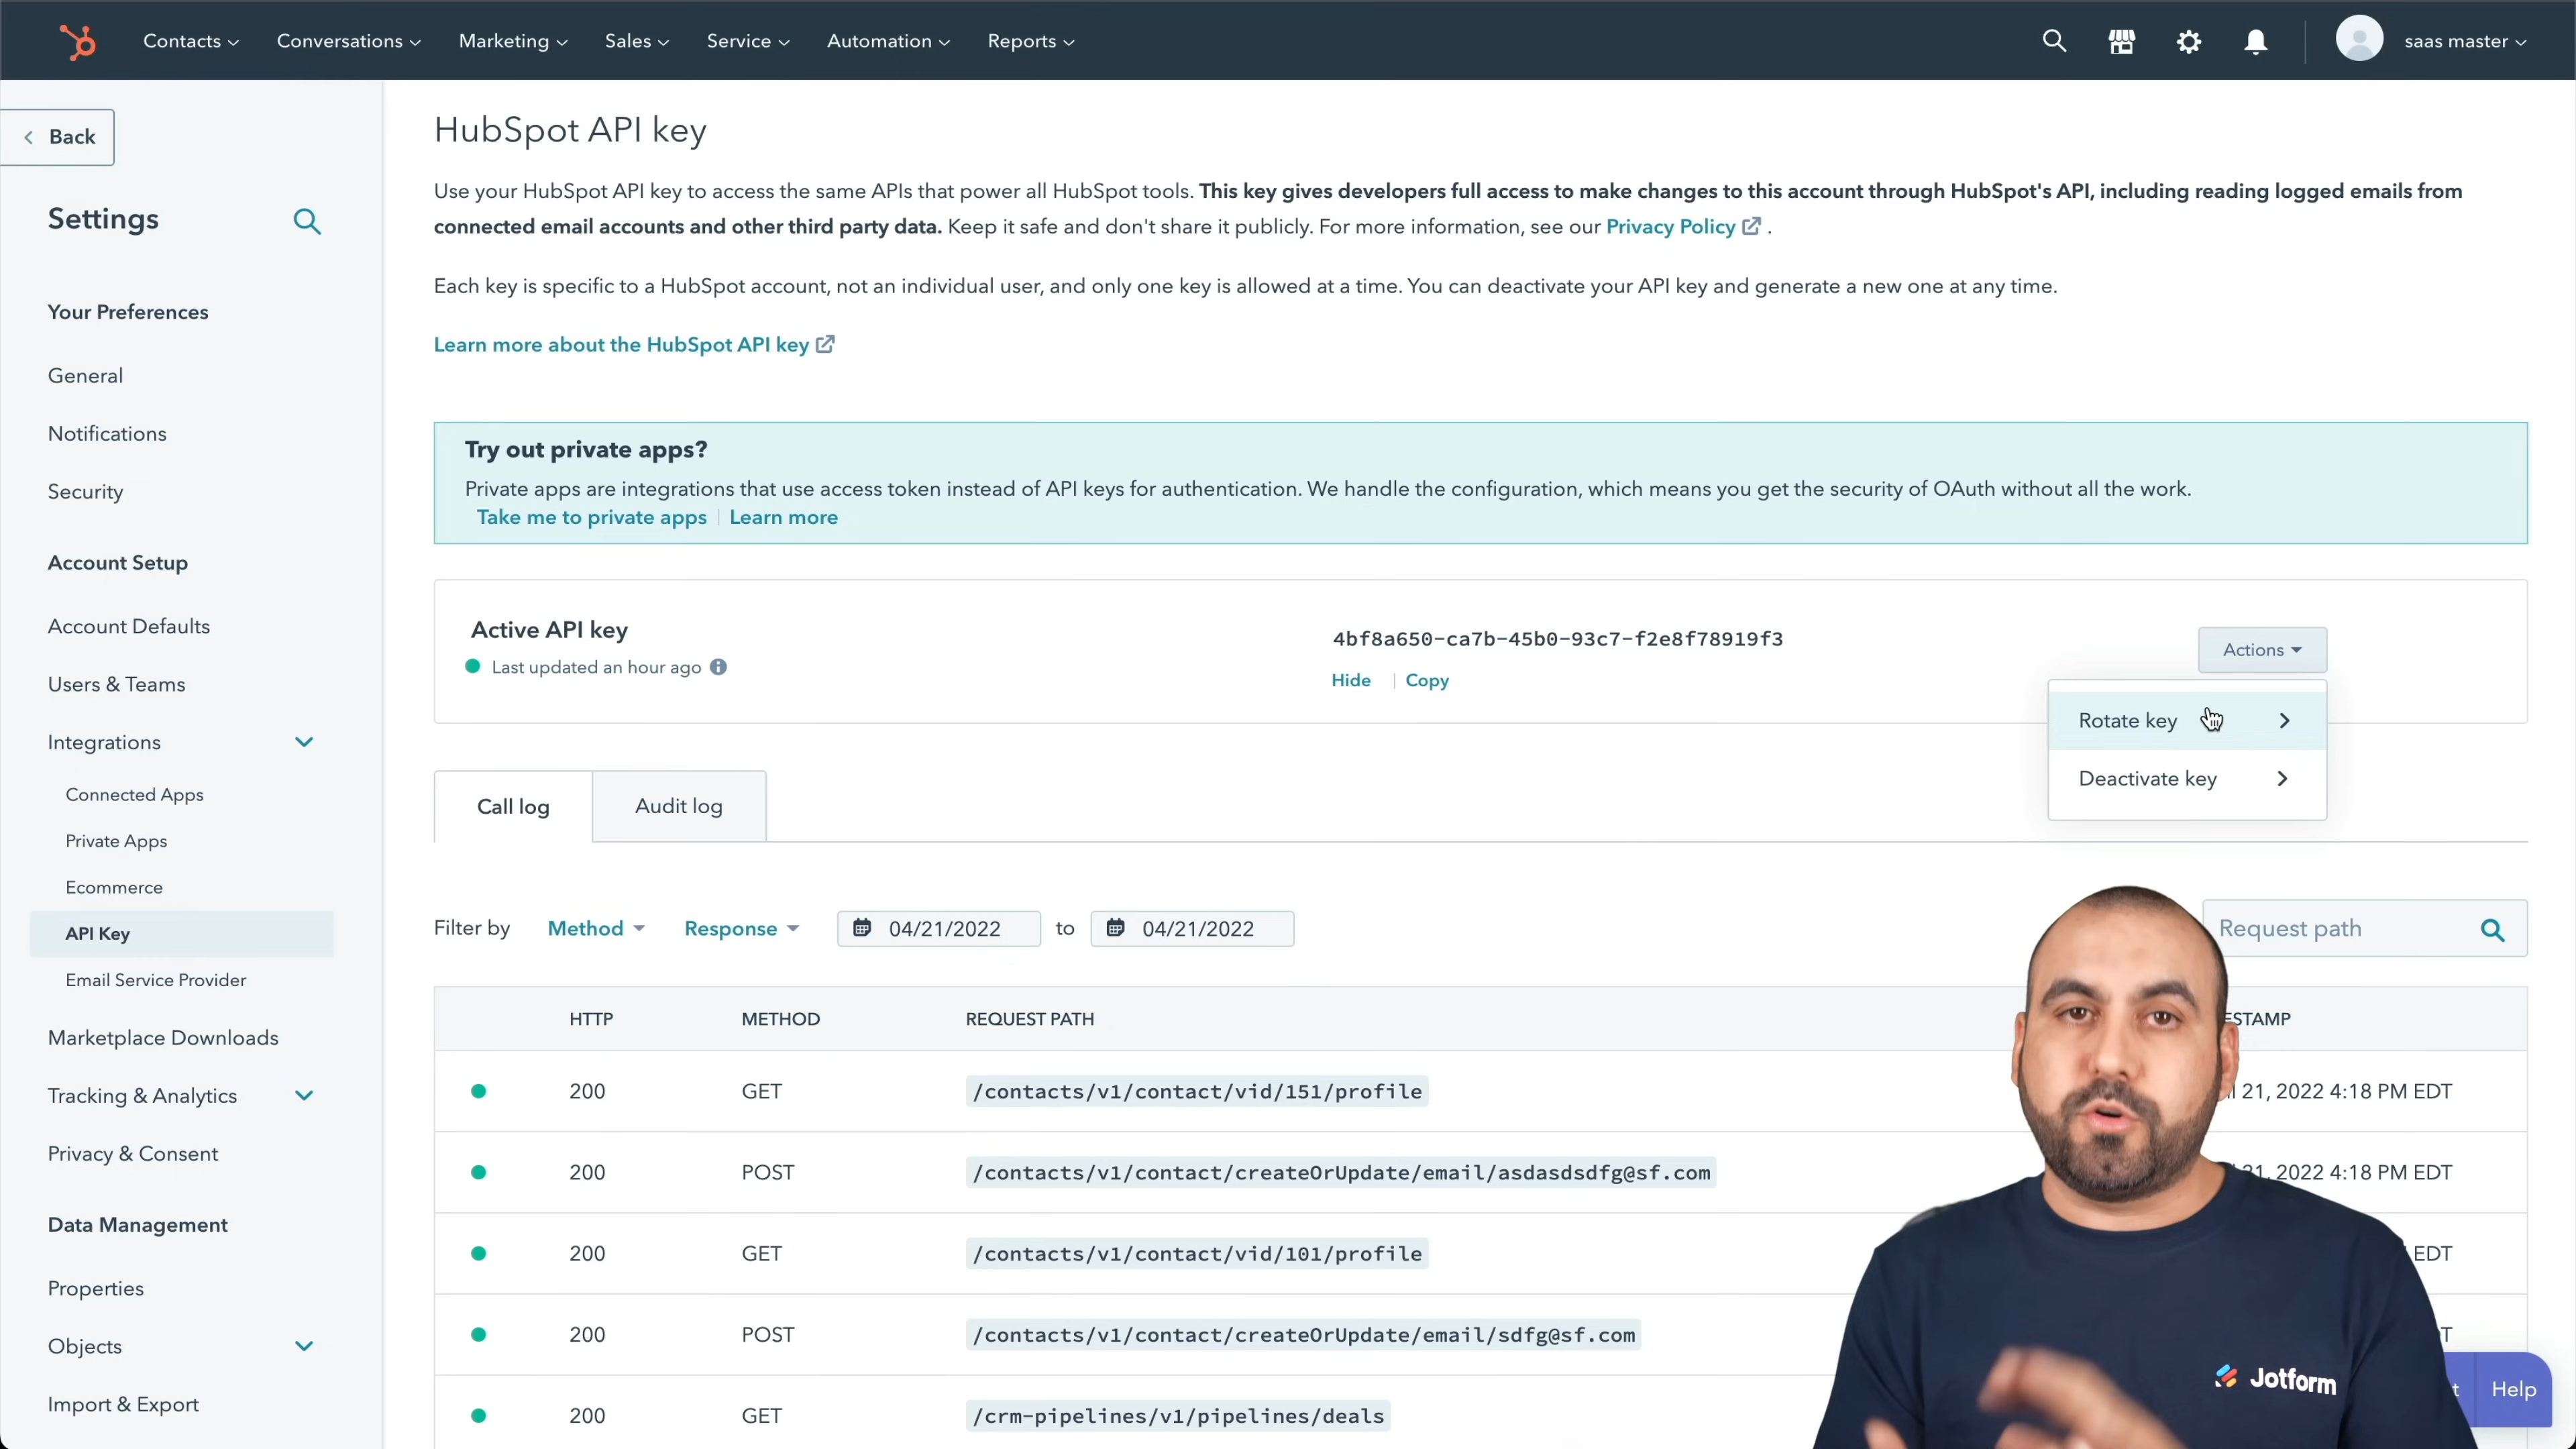 Contacts Conversations Marketing Sales Service Automation Reports saas master
Back
Settings
Your Preferences
General
Notifications
Security
Account Setup
Account Defaults
Users & Teams
Integrations
Connected Apps
Private Apps
Ecommerce
API Key
Email Service Provider
Marketplace Downloads
Tracking & Analytics
Privacy & Consent
Data Management
Properties
Objects
Import & Export
HubSpot API key
Use your HubSpot API key to access the same APIs that power all HubSpot tools. This key gives developers full access to make changes to this account through HubSpot's API, including reading logged emails from
connected email accounts and other third party data. Keep it safe and don't share it publicly. For more information, see our Privacy Policy .
Each key is specific to a HubSpot account, not an individual user, and only one key is allowed at a time. You can deactivate your API key and generate a new one at any time.
Learn more about the HubSpot API key
Try out private apps?
Private apps are integrations that use access token instead of API keys for authentication. We handle the configuration, which means you get the security of OAuth without all the work.
Take me to private apps | Learn more
Active API key
Last updated an hour ago
4bf8a650-ca7b-45b0-93c7-f2e8f78919f3
Hide | Copy
Actions
Rotate key
Deactivate key
Call log Audit log
Filter by Method Response 04/21/2022 to 04/21/2022 Request path
HTTP METHOD REQUEST PATH
200 GET /contacts/v1/contact/vid/151/profile 21, 2022 4:18 PM EDT
200 POST /contacts/v1/contact/createOrUpdate/email/asdasdsdfg@sf.com 21, 2022 4:18 PM EDT
200 GET /contacts/v1/contact/vid/101/profile EDT
200 POST /contacts/v1/contact/createOrUpdate/email/sdfg@sf.com
200 GET /crm-pipelines/v1/pipelines/deals
Jotform
Help